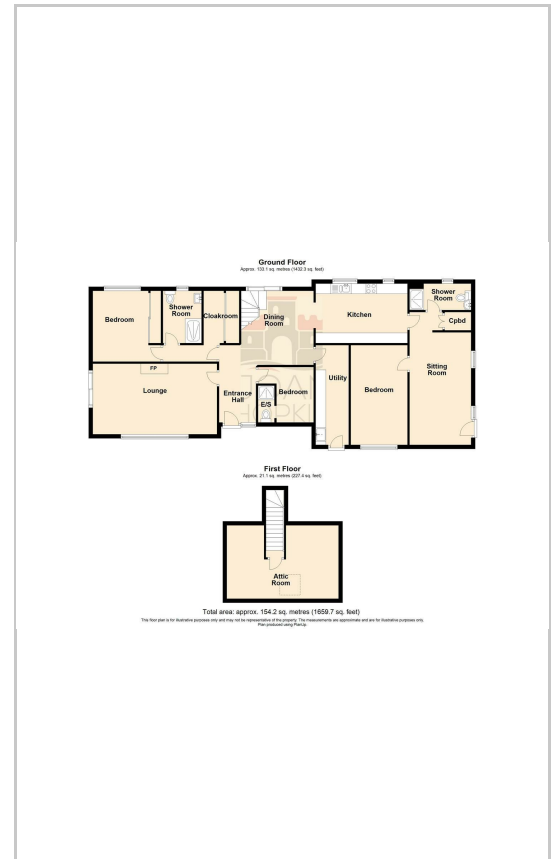 Ground Floor
Approx. 133.1 sq. metres (1432.3 sq. feet)
Bedroom
Shower
Room
Cloakroom
Dining
Room
Kitchen
Shower
Room
Cpbd
Sitting
Room
FP
Lounge
Entrance
Hall
E/S
Bedroom
Utility
Bedroom
First Floor
Approx. 21.1 sq. metres (227.4 sq. feet)
Attic
Room
Total area: approx. 154.2 sq. metres (1659.7 sq. feet)
This floor plan is for illustrative purposes only and may not be representative of the property. The measurements are approximate and are for illustrative purposes only.
Plan produced using PlanUp.